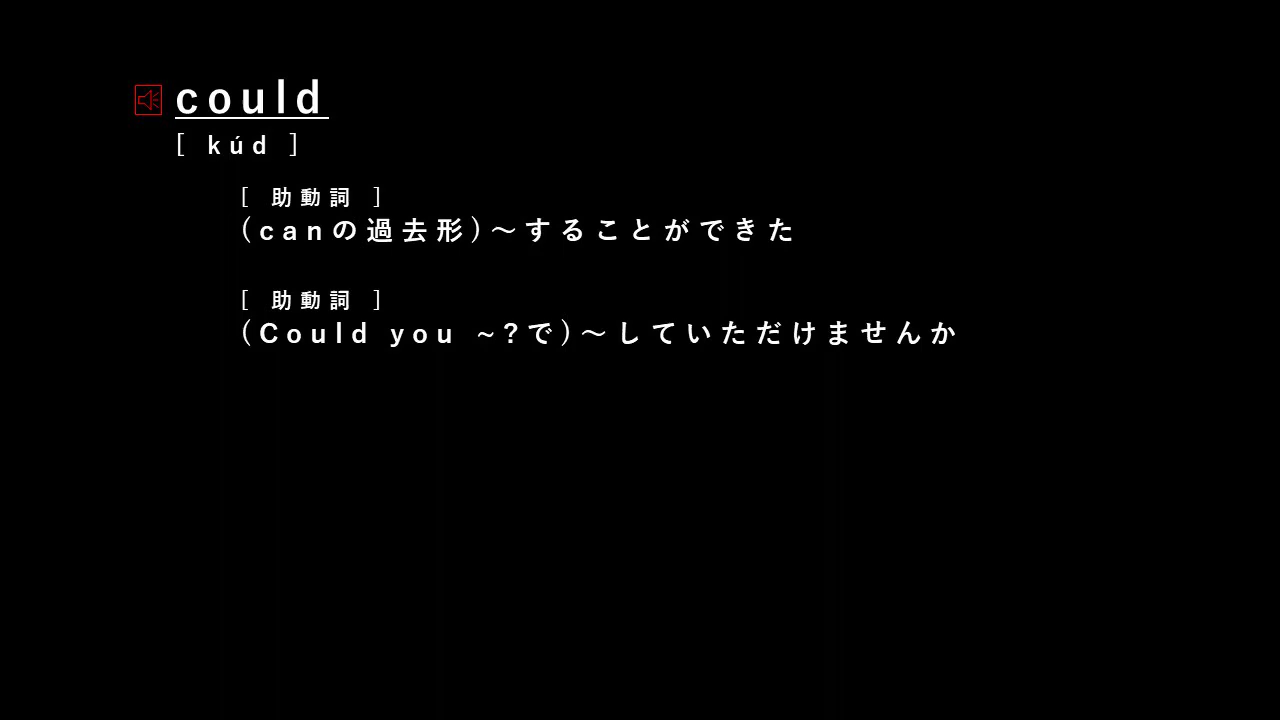 could
[ kúd ]
[ 助動詞 ]
(canの過去形)～することができた
[ 助動詞 ]
(Could you ~?で)～していただけませんか